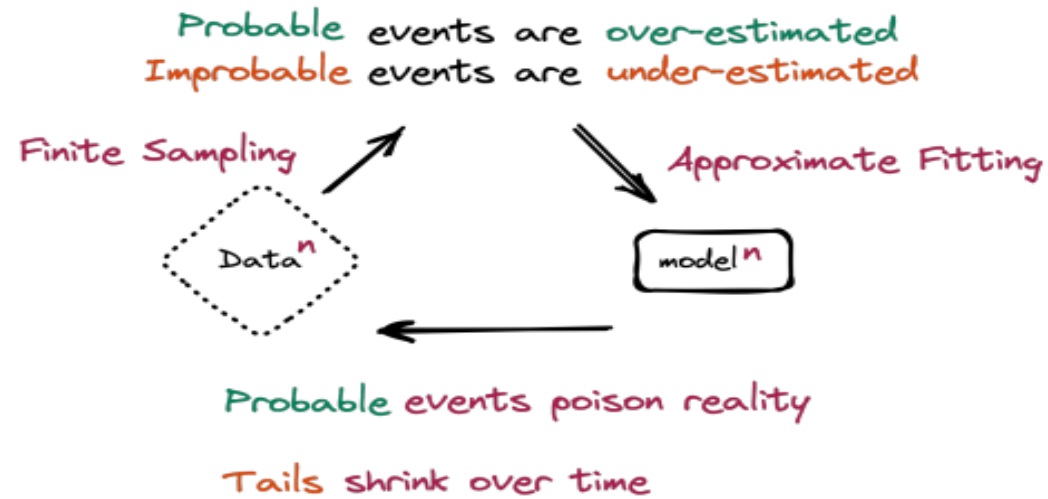 Probable events are over-estimated
Improbable events are under-estimated
Finite Sampling
Approximate Fitting
Data n
model n
Probable events poison reality
Tails shrink over time